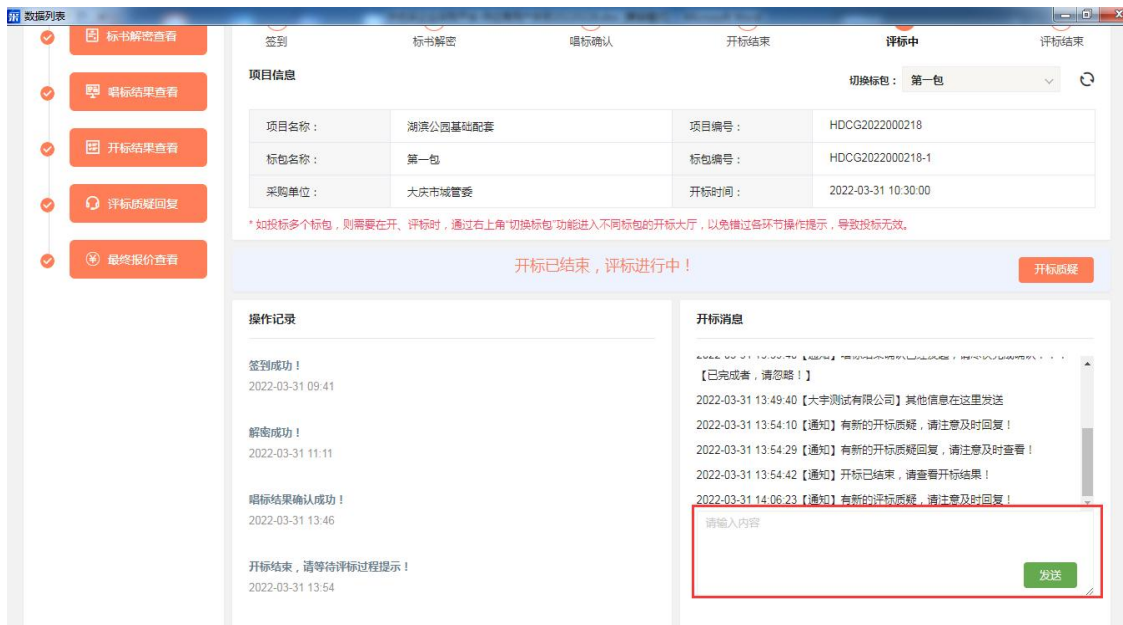 数据列表
标书解密查看
唱标结果查看
开标结果查看
评标质疑回复
最终报价查看
签到 标书解密 唱标确认 开标结束 评标中 评标结束
项目信息
切换标包： 第一包
项目名称： 湖滨公园基础配套 项目编号： HDCG2022000218
标包名称： 第一包 标包编号： HDCG2022000218-1
采购单位： 大庆市城管委 开标时间： 2022-03-31 10:30:00
* 如投标多个标包，则需要在开、评标时，通过右上角“切换标包”功能进入不同标包的开标大厅，以免错过各环节操作提示，导致投标无效。
开标已结束，评标进行中！
开标质疑
操作记录
签到成功！
2022-03-31 09:41
解密成功！
2022-03-31 11:11
唱标结果确认成功！
2022-03-31 13:46
开标结束，请等待评标过程提示！
2022-03-31 13:54
开标消息
【已完成者，请忽略！】
2022-03-31 13:49:40【大宇测试有限公司】其他信息在这里发送
2022-03-31 13:54:10【通知】有新的开标质疑，请注意及时回复！
2022-03-31 13:54:29【通知】有新的开标质疑回复，请注意及时查看！
2022-03-31 13:54:42【通知】开标已结束，请查看开标结果！
2022-03-31 14:06:23【通知】有新的评标质疑，请注意及时回复！
请输入内容
发送